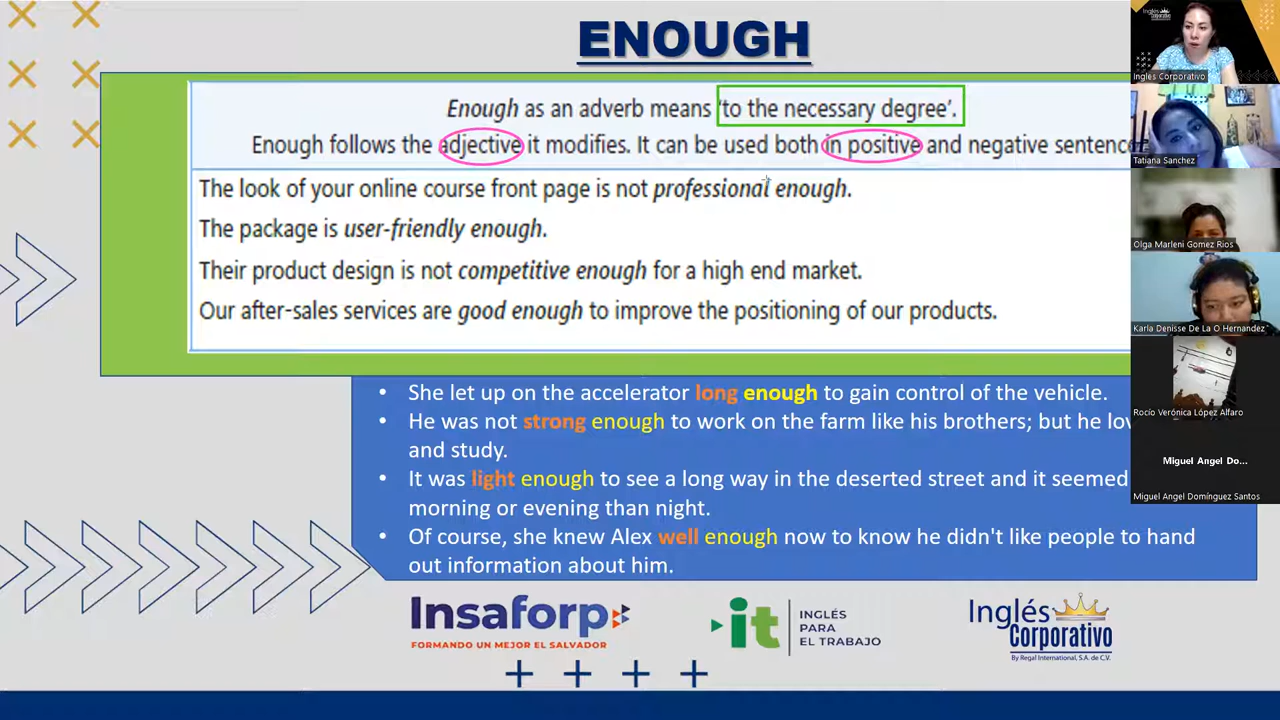 ENOUGH
Enough as an adverb means 'to the necessary degree'.
Enough follows the adjective it modifies. It can be used both in positive and negative
The look of your online course front page is not professional enough.
The package is user-friendly enough.
Their product design is not competitive enough for a high end market.
Our after-sales services are good enough to improve the positioning of our products.
• She let up on the accelerator long enough to gain control of the vehicle.
• He was not strong enough to work on the farm like his brothers; but he
and study.
• It was light enough to see a long way in the deserted street and it seemed
morning or evening than night.
• Of course, she knew Alex well enough now to know he didn't like people to hand
out information about him.
Insaforp
FORMANDO UN MEJOR EL SALVADOR
it
INGLÉS
PARA
EL TRABAJO
Inglés
Corporativo
By Regal International, S.A. de C.V.
Inglés
Corporativo
Ingles Corporativo
Tatiana Sanchez
Olga Marleni Gomez Rios
Karla Denisse De La O Hernandez
Rocío Verónica López Alfaro
Miguel Angel Do...
Miguel Angel Domínguez Santos